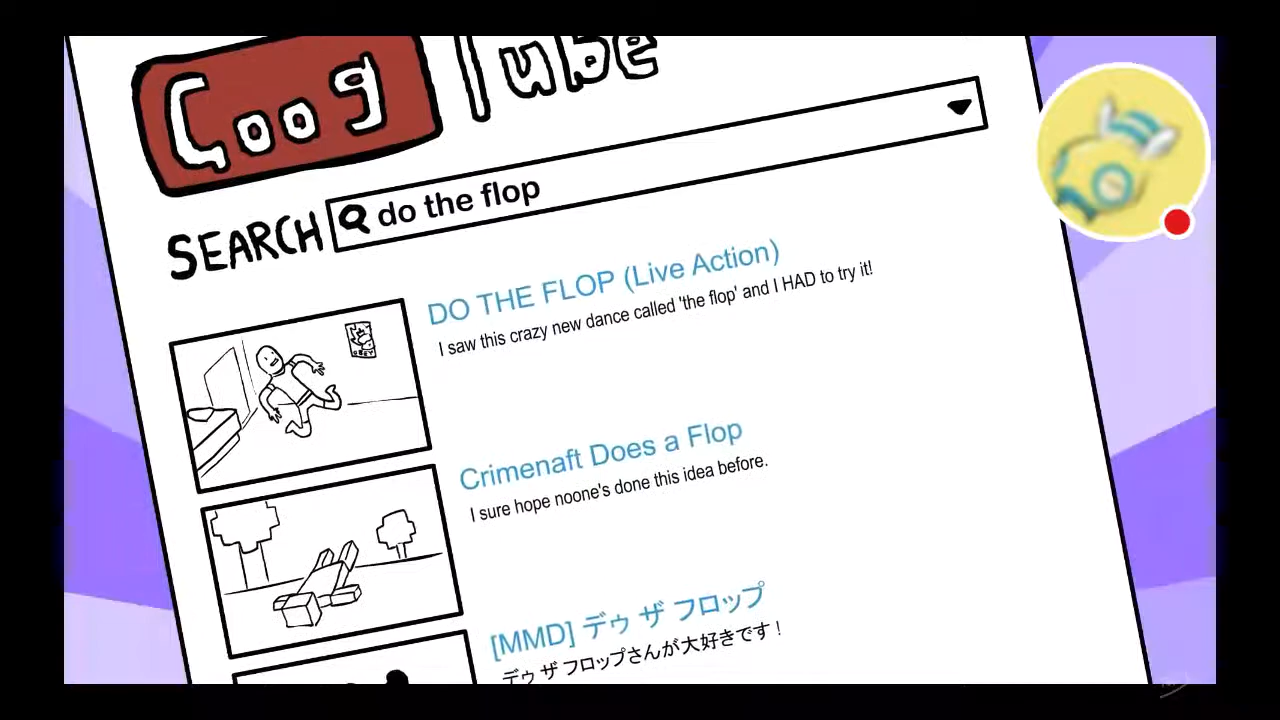 Goog Tube
SEARCH do the flop
DO THE FLOP (Live Action)
I saw this crazy new dance called 'the flop' and I HAD to try it!
OBEY
Crimenaft Does a Flop
I sure hope noone's done this idea before.
[MMD] デゥ ザ フロップ
デゥ ザ フロップさんが大好きです！